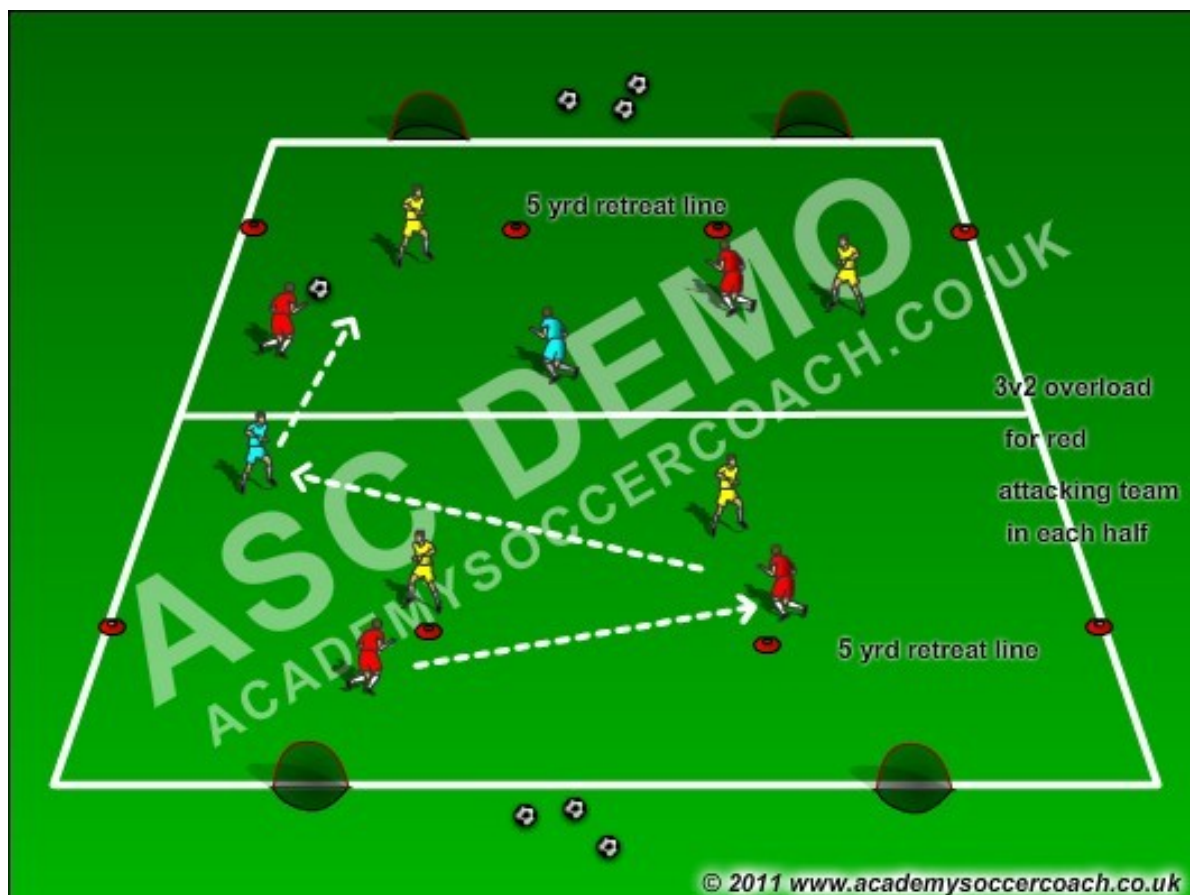 5 yrd retreat line
ASC DEMO
ACADEMYSOCCERCOACH.CO.UK
3v2 overload
for red
attacking team
in each half
5 yrd retreat line
© 2011 www.academysoccercoach.co.uk